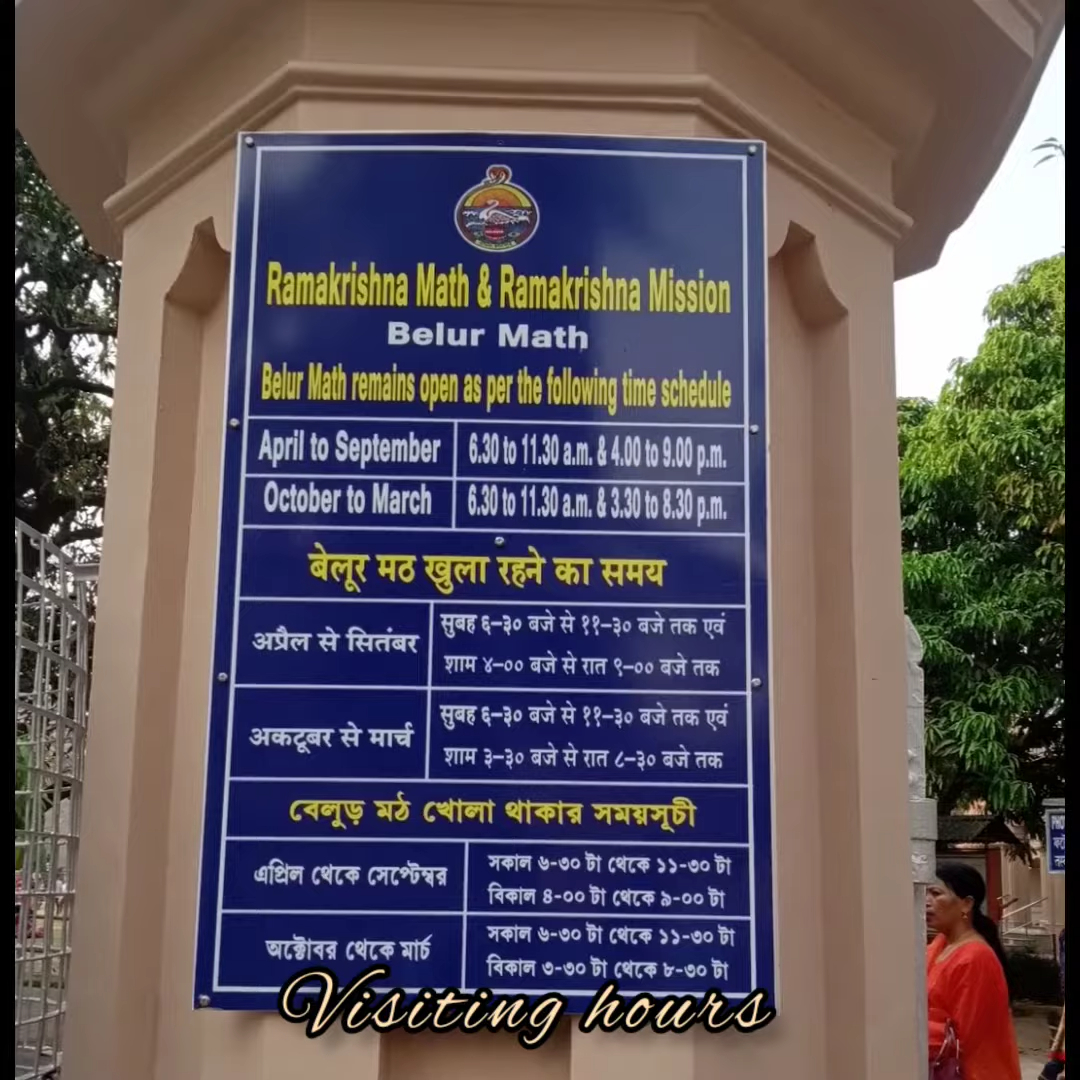 Ramakrishna Math & Ramakrishna Mission
Belur Math
Belur Math remains open as per the following time schedule
April to September 6.30 to 11.30 a.m. & 4.00 to 9.00 p.m.
October to March 6.30 to 11.30 a.m. & 3.30 to 8.30 p.m.
बेलूर मठ खुला रहने का समय
अप्रैल से सितंबर
सुबह ६–३० बजे से ११–३० बजे तक एवं
शाम ४–०० बजे से रात ९–०० बजे तक
अकटूबर से मार्च
सुबह ६–३० बजे से ११–३० बजे तक एवं
शाम ३–३० बजे से रात ८–३० बजे तक
বেলুড় মঠ খোলা থাকার সময়সূচী
এপ্রিল থেকে সেপ্টেম্বর
সকাল ৬-৩০ টা থেকে ১১-৩০ টা
বিকাল ৪-০০ টা থেকে ৯-০০ টা
অক্টোবর থেকে মার্চ
সকাল ৬-৩০ টা থেকে ১১-৩০ টা
বিকাল ৩-৩০ টা থেকে ৮-৩০ টা
Visiting hours